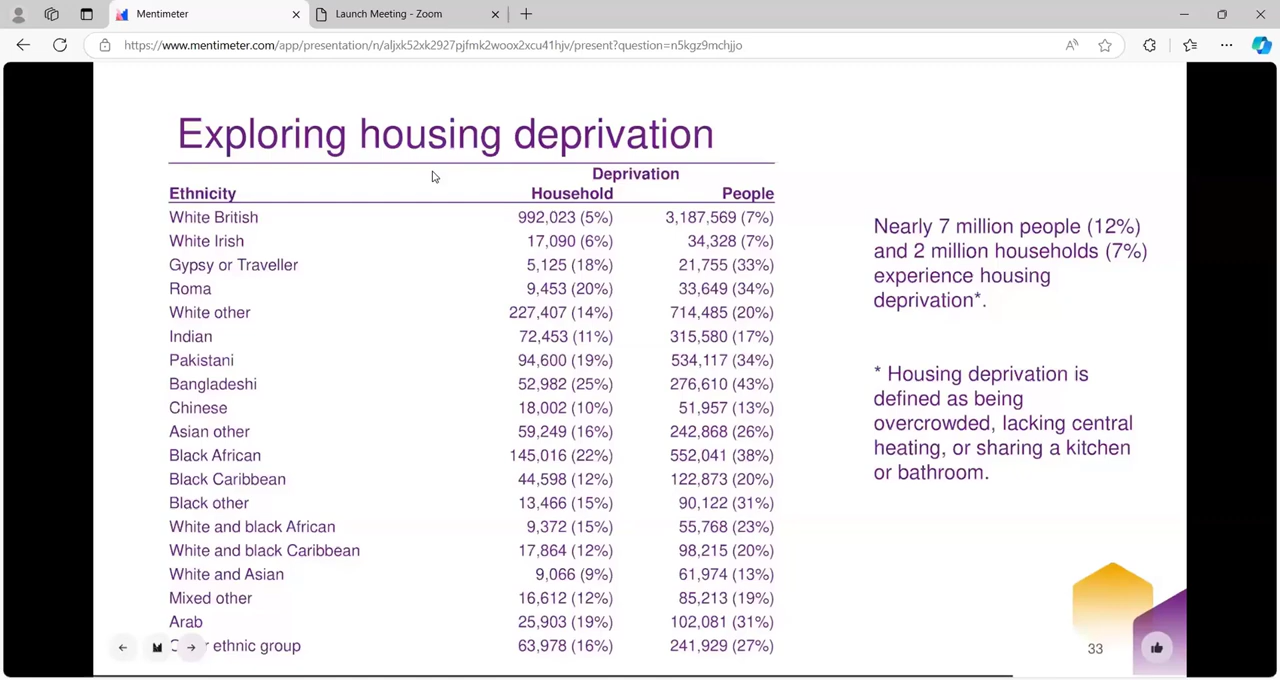 Mentimeter
Launch Meeting - Zoom
https://www.mentimeter.com/app/presentation/n/aljxk52xk2927pjfmk2woox2xcu41hjv/present?question=n5kgz9mchjjo
Exploring housing deprivation
Deprivation
Ethnicity Household People
White British 992,023 (5%) 3,187,569 (7%)
White Irish 17,090 (6%) 34,328 (7%)
Gypsy or Traveller 5,125 (18%) 21,755 (33%)
Roma 9,453 (20%) 33,649 (34%)
White other 227,407 (14%) 714,485 (20%)
Indian 72,453 (11%) 315,580 (17%)
Pakistani 94,600 (19%) 534,117 (34%)
Bangladeshi 52,982 (25%) 276,610 (43%)
Chinese 18,002 (10%) 51,957 (13%)
Asian other 59,249 (16%) 242,868 (26%)
Black African 145,016 (22%) 552,041 (38%)
Black Caribbean 44,598 (12%) 122,873 (20%)
Black other 13,466 (15%) 90,122 (31%)
White and black African 9,372 (15%) 55,768 (23%)
White and black Caribbean 17,864 (12%) 98,215 (20%)
White and Asian 9,066 (9%) 61,974 (13%)
Mixed other 16,612 (12%) 85,213 (19%)
Arab 25,903 (19%) 102,081 (31%)
ethnic group 63,978 (16%) 241,929 (27%)
Nearly 7 million people (12%)
and 2 million households (7%)
experience housing
deprivation*.
* Housing deprivation is
defined as being
overcrowded, lacking central
heating, or sharing a kitchen
or bathroom.
33